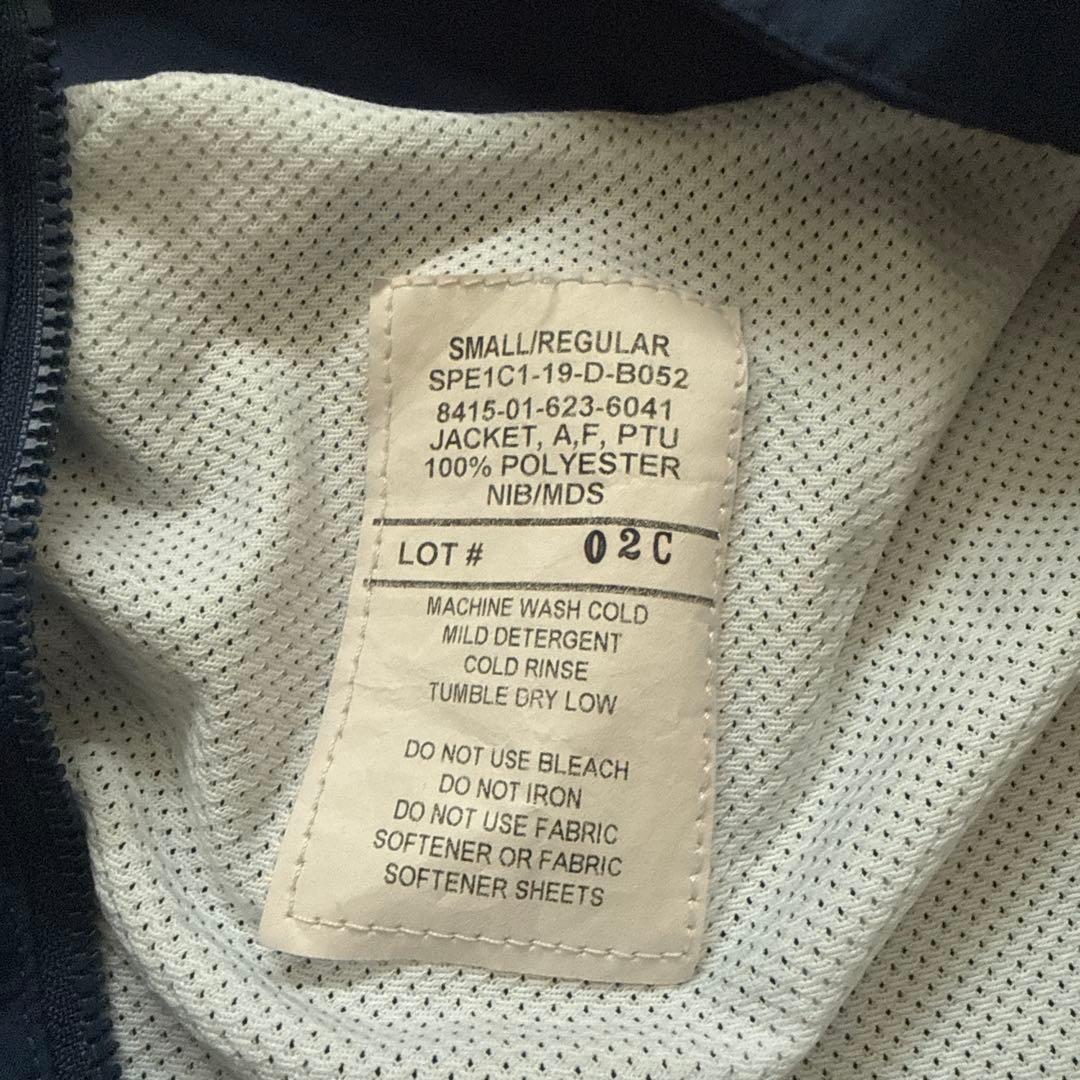 SMALL/REGULAR
SPE1C1-19-D-B052
8415-01-623-6041
JACKET, A,F, PTU
100% POLYESTER
NIB/MDS
LOT # 02C
MACHINE WASH COLD
MILD DETERGENT
COLD RINSE
TUMBLE DRY LOW
DO NOT USE BLEACH
DO NOT IRON
DO NOT USE FABRIC
SOFTENER OR FABRIC
SOFTENER SHEETS